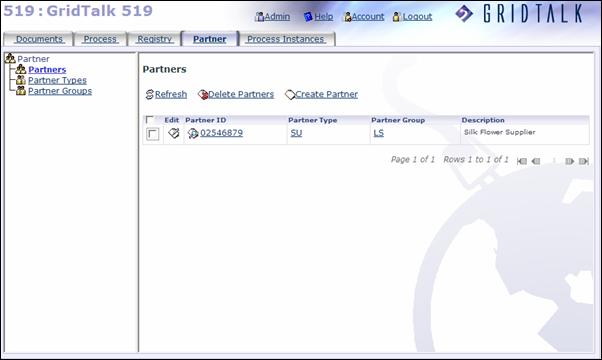 519 : GridTalk 519
Admin Help Account Logout GRIDTALK
Documents Process Registry Partner Process Instances
Partner
Partners
Partner Types
Partner Groups
Partners
Refresh Delete Partners Create Partner
Edit Partner ID Partner Type Partner Group Description
02546879 SU LS Silk Flower Supplier
Page 1 of 1 Rows 1 to 1 of 1 1